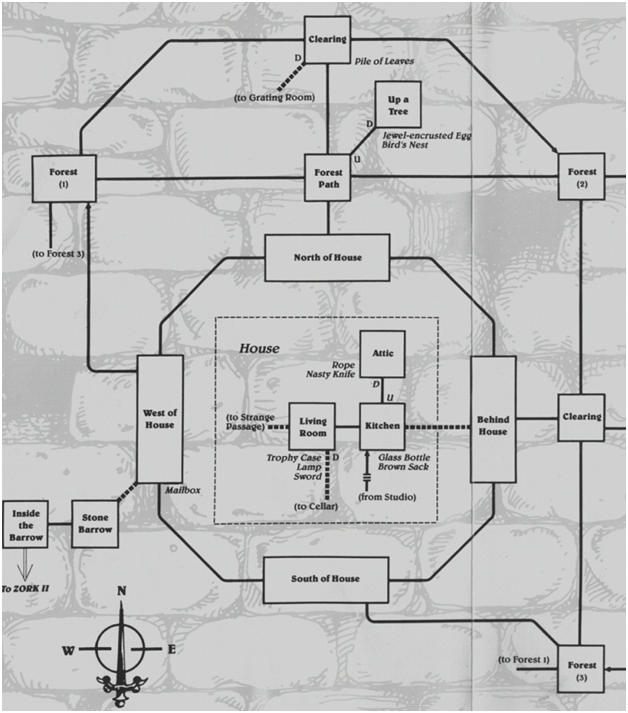 Clearing
D
Pile of Leaves
(to Grating Room)
Up a
Tree
D
Jewel-encrusted Egg
Bird's Nest
U
Forest
(1)
Forest
Path
Forest
(2)
(to Forest 3)
North of House
House
Attic
Rope
Nasty Knife
D
U
West of
House
(to Strange
Passage)
Living
Room
Kitchen
Behind
House
Clearing
Trophy Case
Lamp
Sword
D
Glass Bottle
Brown Sack
(to Cellar)
(from Studio)
Mailbox
Inside
the
Barrow
Stone
Barrow
To ZORK II
South of House
N
W
E
(to Forest 1)
Forest
(3)